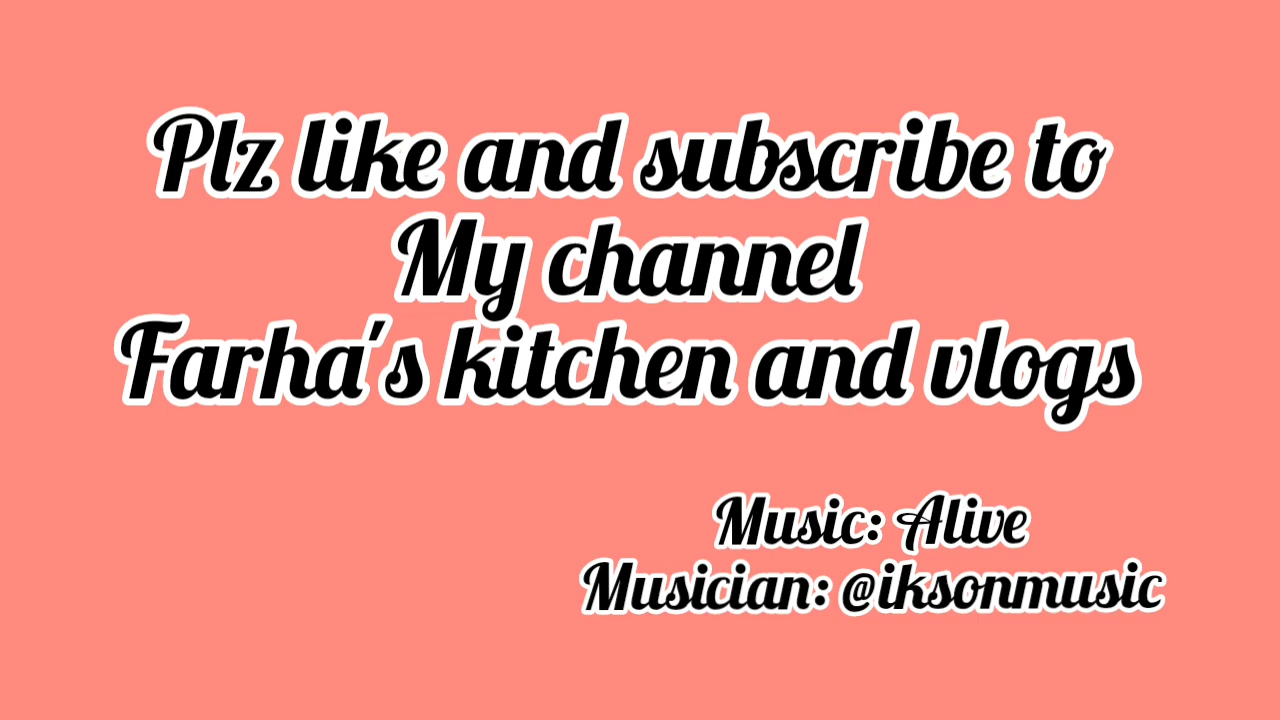 Plz like and subscribe to
My channel
Farha's kitchen and vlogs
Music: Alive
Musician: @iksonmusic